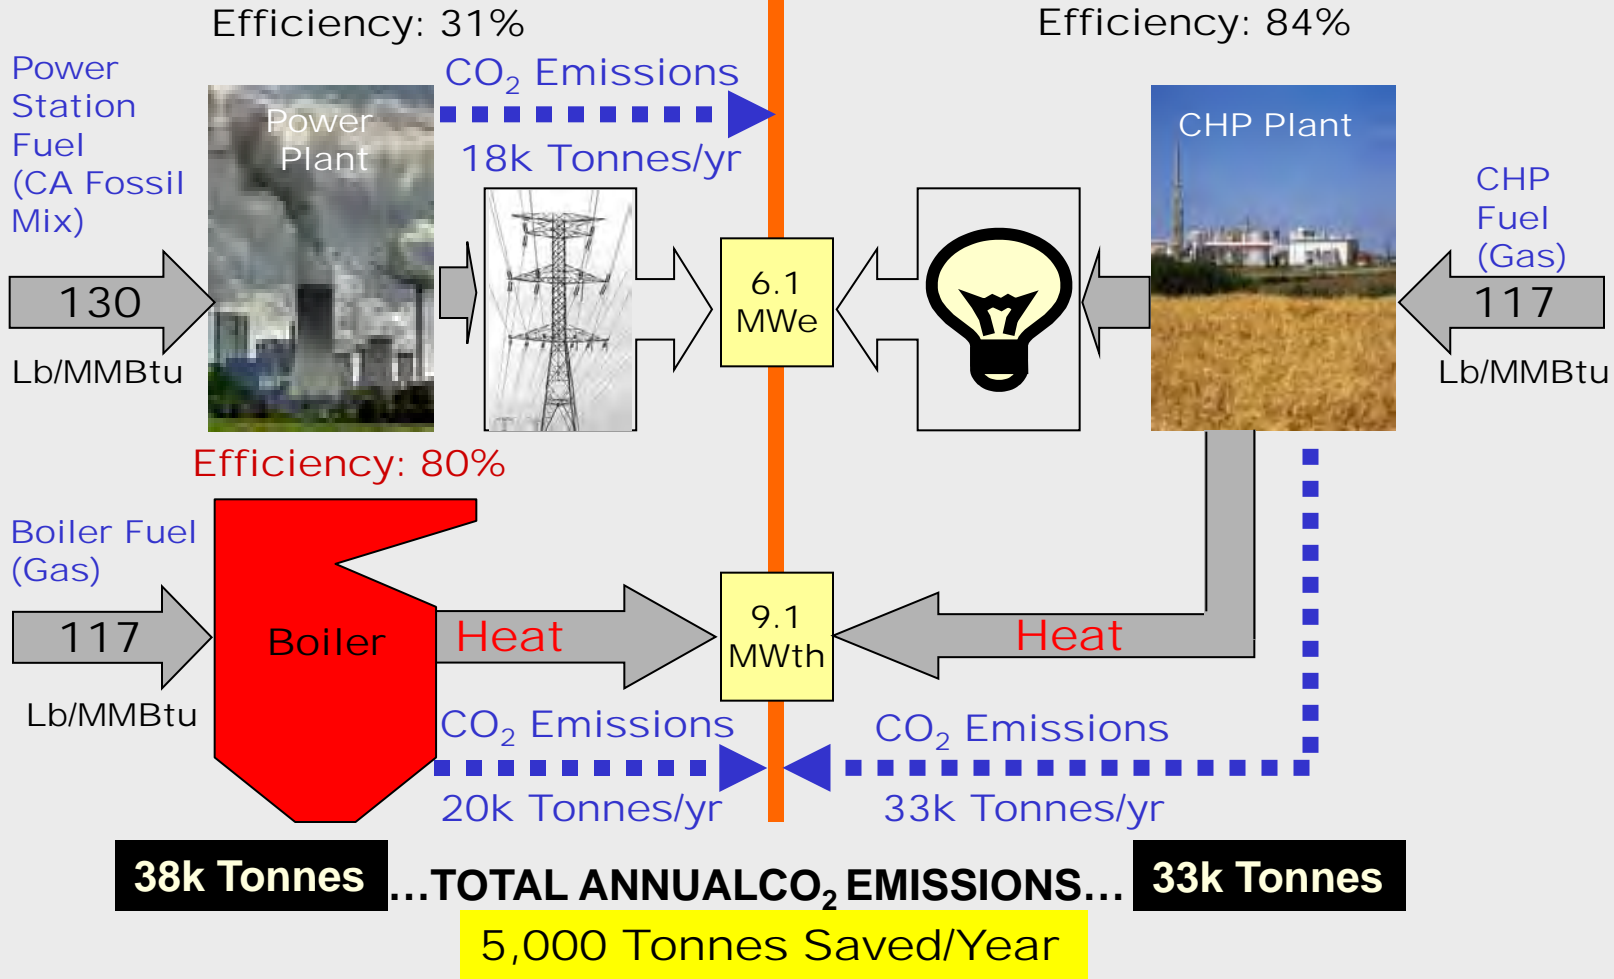 Efficiency: 31%
Efficiency: 84%
Power
Station
Fuel
(CA Fossil
Mix)
130
Lb/MMBtu
Power
Plant
CO₂ Emissions
18k Tonnes/yr
6.1
MWe
CHP Plant
CHP
Fuel
(Gas)
117
Lb/MMBtu
Efficiency: 80%
Boiler Fuel
(Gas)
117
Lb/MMBtu
Boiler
Heat
9.1
MWth
Heat
CO₂ Emissions
20k Tonnes/yr
CO₂ Emissions
33k Tonnes/yr
38k Tonnes
...TOTAL ANNUALCO₂ EMISSIONS...
33k Tonnes
5,000 Tonnes Saved/Year